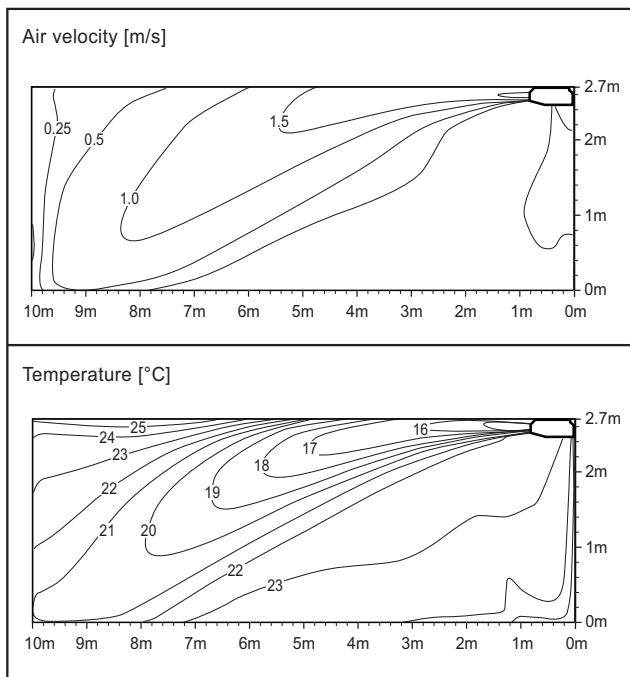 Air velocity [m/s]
2.7m
0.25
0.5
1.5
2m
1.0
1m
0m
10m 9m 8m 7m 6m 5m 4m 3m 2m 1m 0m
Temperature [°C]
2.7m
25
24
16
23
17
18
2m
22
19
21
20
1m
22
23
0m
10m 9m 8m 7m 6m 5m 4m 3m 2m 1m 0m